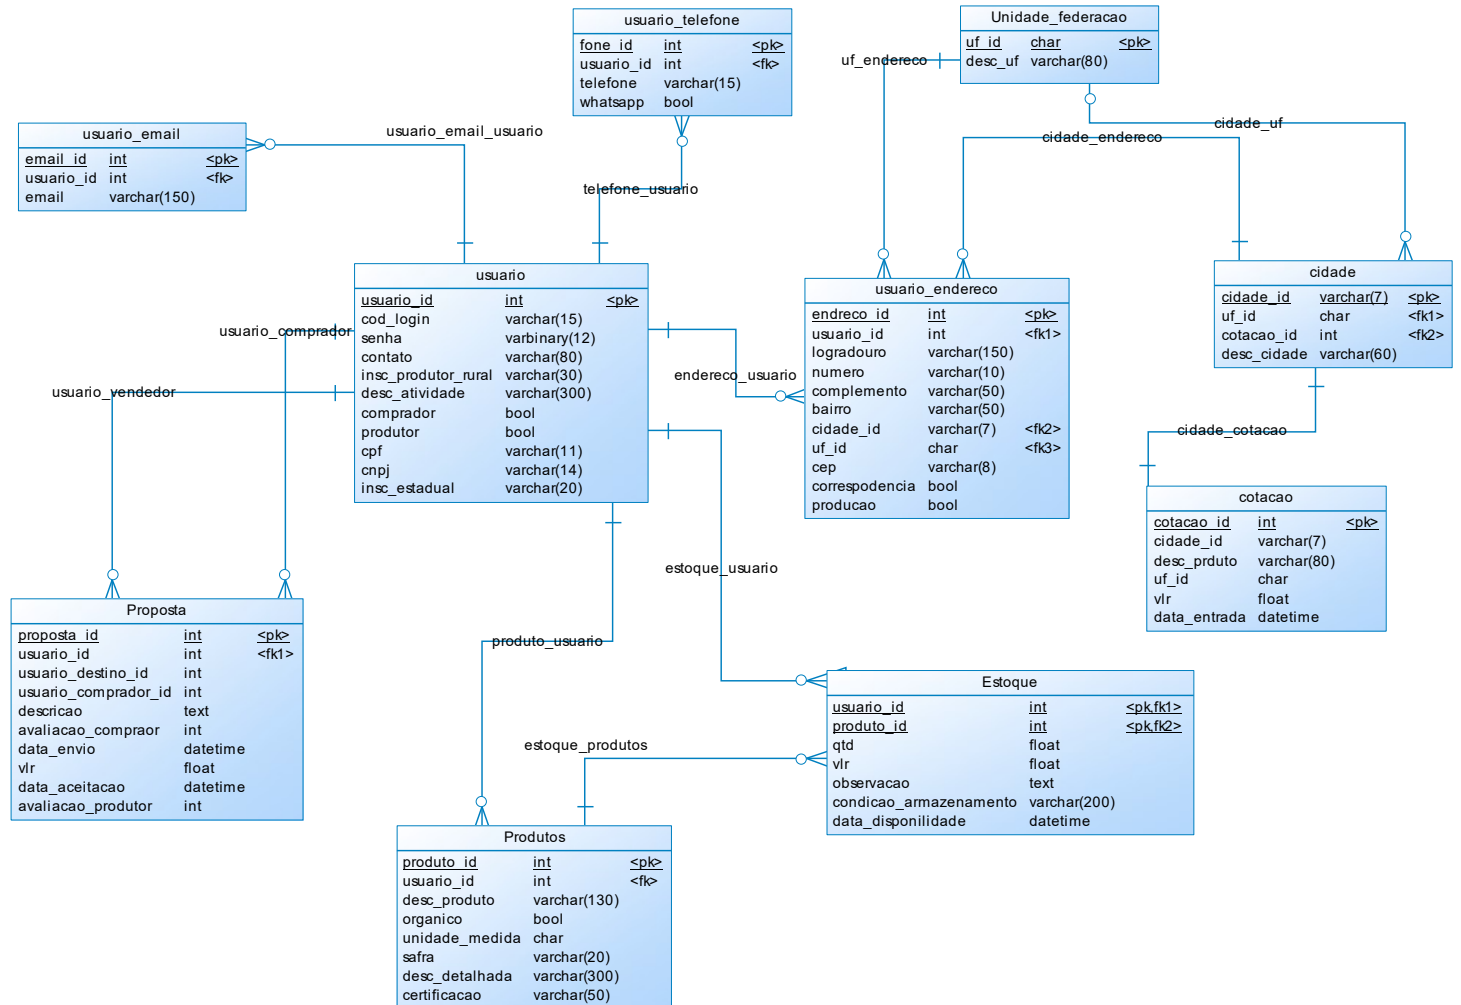 usuario_telefone
fone_id int <pk>
usuario_id int <fk>
telefone varchar(15)
whatsapp bool
Unidade_federacao
uf_id char <pk>
desc_uf varchar(80)
uf_endereco
cidade_uf
cidade_endereco
usuario_email
email_id int <pk>
usuario_id int <fk>
email varchar(150)
usuario_email_usuario
telefone_usuario
usuario
usuario_id int <pk>
cod_login varchar(15)
senha varbinary(12)
contato varchar(80)
insc_produtor_rural varchar(30)
desc_atividade varchar(300)
comprador bool
produtor bool
cpf varchar(11)
cnpj varchar(14)
insc_estadual varchar(20)
usuario_comprador
usuario_vendedor
endereco_usuario
usuario_endereco
endreco_id int <pk>
usuario_id int <fk1>
logradouro varchar(150)
numero varchar(10)
complemento varchar(50)
bairro varchar(50)
cidade_id varchar(7) <fk2>
uf_id char <fk3>
cep varchar(8)
correspodencia bool
producao bool
cidade
cidade_id varchar(7) <pk>
uf_id char <fk1>
cotacao_id int <fk2>
desc_cidade varchar(60)
cidade_cotacao
cotacao
cotacao_id int <pk>
cidade_id varchar(7)
desc_prduto varchar(80)
uf_id char
vlr float
data_entrada datetime
estoque_usuario
produto_usuario
Proposta
proposta_id int <pk>
usuario_id int <fk1>
usuario_destino_id int
usuario_comprador_id int
descricao text
avaliacao_compraor int
data_envio datetime
vlr float
data_aceitacao datetime
avaliacao_produtor int
Estoque
usuario_id int <pk,fk1>
produto_id int <pk,fk2>
qtd float
vlr float
observacao text
condicao_armazenamento varchar(200)
data_disponilidade datetime
estoque_produtos
Produtos
produto_id int <pk>
usuario_id int <fk>
desc_produto varchar(130)
organico bool
unidade_medida char
safra varchar(20)
desc_detalhada varchar(300)
certificacao varchar(50)